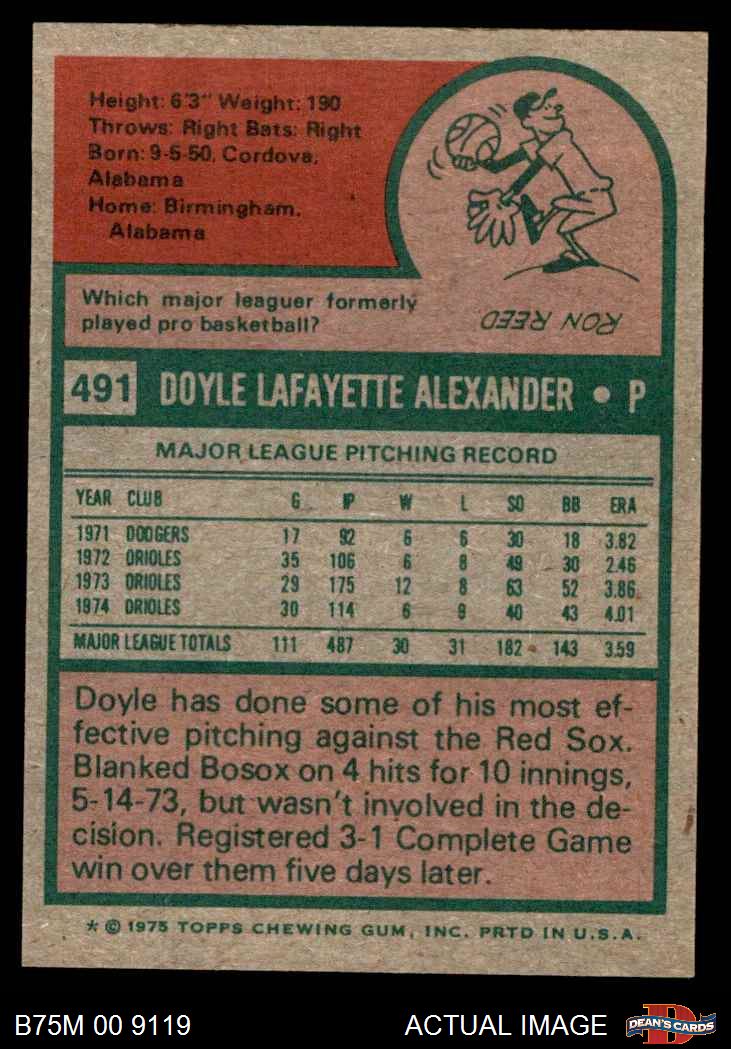 Height: 6'3" Weight: 190
Throws: Right Bats: Right
Born: 9-5-50, Cordova,
Alabama
Home: Birmingham,
Alabama
Which major leaguer formerly
played pro basketball?
RON REED
491 DOYLE LAFAYETTE ALEXANDER • P
MAJOR LEAGUE PITCHING RECORD
YEAR CLUB G IP W L SO BB ERA
1971 DODGERS 17 92 6 6 30 18 3.82
1972 ORIOLES 35 106 6 8 49 30 2.46
1973 ORIOLES 29 175 12 8 63 52 3.86
1974 ORIOLES 30 114 6 9 40 43 4.01
MAJOR LEAGUE TOTALS 111 487 30 31 182 143 3.59
Doyle has done some of his most ef-
fective pitching against the Red Sox.
Blanked Bosox on 4 hits for 10 innings,
5-14-73, but wasn't involved in the de-
cision. Registered 3-1 Complete Game
win over them five days later.
* © 1975 TOPPS CHEWING GUM, INC. PRTD IN U.S.A.
B75M 00 9119 ACTUAL IMAGE DEAN'S CARDS